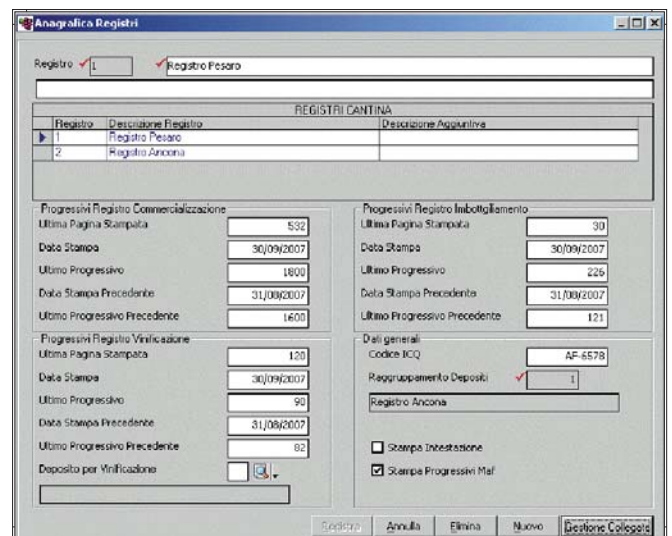 Anagrafica Registri
Registro 1 Registro Pesaro
REGISTRI CANTINA
Registro Descrizione Registro Descrizione Aggiuntiva
1 Registro Pesaro
2 Registro Ancona
Progressivi Registro Commercializzazione
Ultima Pagina Stampata 532
Data Stampa 30/09/2007
Ultimo Progressivo 1800
Data Stampa Precedente 31/08/2007
Ultimo Progressivo Precedente 1600
Progressivi Registro Imbottigliamento
Ultima Pagina Stampata 30
Data Stampa 30/09/2007
Ultimo Progressivo 226
Data Stampa Precedente 31/08/2007
Ultimo Progressivo Precedente 121
Progressivi Registro Vinificazione
Ultima Pagina Stampata 120
Data Stampa 30/09/2007
Ultimo Progressivo 90
Data Stampa Precedente 31/08/2007
Ultimo Progressivo Precedente 82
Deposito per Vinificazione
Dati generali
Codice ICQ AF-6578
Raggruppamento Depositi 1
Registro Ancona
Stampa Intestazione
Stampa Progressivi Maf
Registra Annulla Elimina Nuovo Gestione Collegate